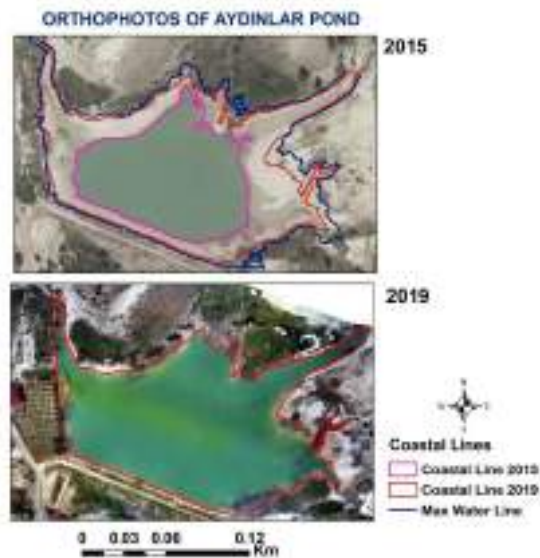 ORTHOPHOTOS OF AYDINLAR POND
2015
2019
Coastal Lines
Coastal Line 2015
Coastal Line 2019
Max Water Line
0 0.03 0.06 0.12
Km